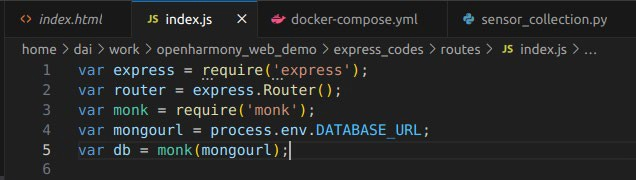 index.html
JS index.js
docker-compose.yml
sensor_collection.py
home > dai > work > openharmony_web_demo > express_codes > routes > JS index.js > ...
1 var express = require('express');
2 var router = express.Router();
3 var monk = require('monk');
4 var mongourl = process.env.DATABASE_URL;
5 var db = monk(mongourl);
6